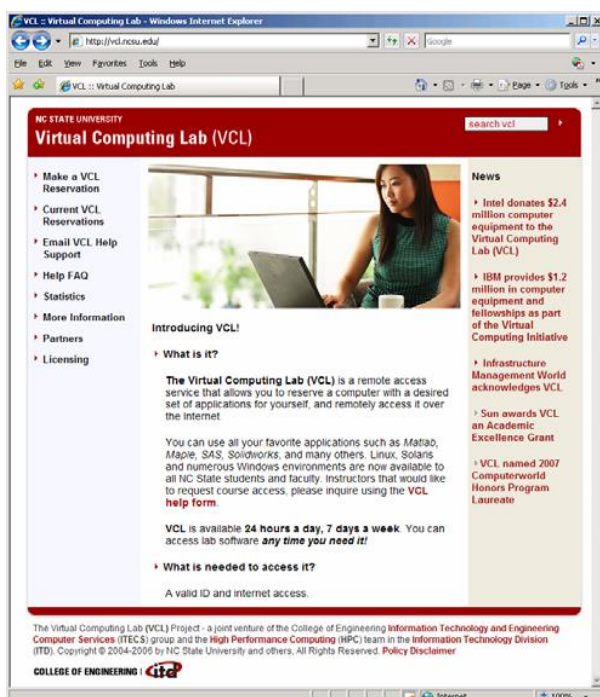 VCL :: Virtual Computing Lab - Windows Internet Explorer
http://vcl.ncsu.edu/
Google
File Edit View Favorites Tools Help
VCL :: Virtual Computing Lab
Page Tools
NC STATE UNIVERSITY
Virtual Computing Lab (VCL)
search vcl
Make a VCL
Reservation
Current VCL
Reservations
Email VCL Help
Support
Help FAQ
Statistics
More Information
Partners
Licensing
Introducing VCL!
What is it?
The Virtual Computing Lab (VCL) is a remote access
service that allows you to reserve a computer with a desired
set of applications for yourself, and remotely access it over
the Internet.
You can use all your favorite applications such as Matlab,
Maple, SAS, Solidworks, and many others. Linux, Solaris
and numerous Windows environments are now available to
all NC State students and faculty. Instructors that would like
to request course access, please inquire using the VCL
help form.
VCL is available 24 hours a day, 7 days a week. You can
access lab software any time you need it!
What is needed to access it?
A valid ID and internet access.
News
Intel donates $2.4
million computer
equipment to the
Virtual Computing
Lab (VCL)
IBM provides $1.2
million in computer
equipment and
fellowships as part
of the Virtual
Computing Initiative
Infrastructure
Management World
acknowledges VCL
Sun awards VCL
an Academic
Excellence Grant
VCL named 2007
Computerworld
Honors Program
Laureate
The Virtual Computing Lab (VCL) Project - a joint venture of the College of Engineering Information Technology and Engineering
Computer Services (ITECS) group and the High Performance Computing (HPC) team in the Information Technology Division
(ITD). Copyright © 2004-
2006 by NC State University and others, All Rights Reserved. Policy Disclaimer
COLLEGE OF ENGINEERING | itd
Internet 100%